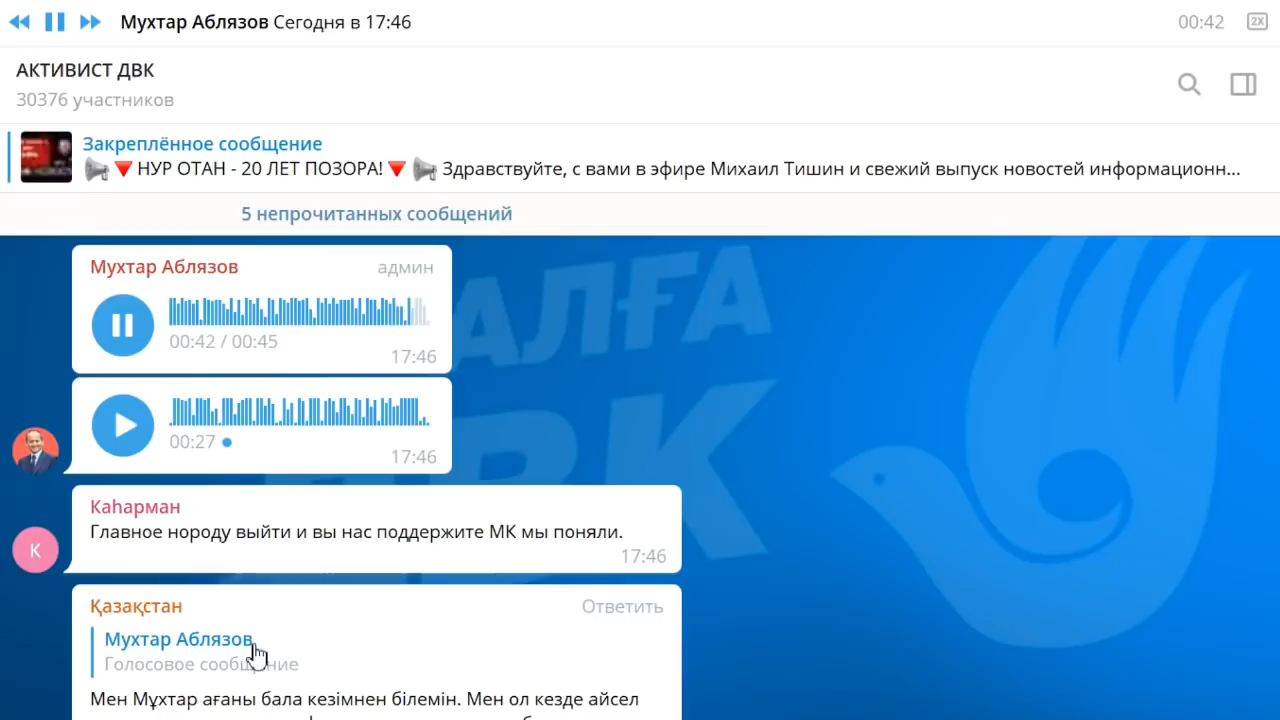 Мухтар Аблязов Сегодня в 17:46
00:42
2X
АКТИВИСТ ДВК
30376 участников
Закреплённое сообщение
НУР ОТАН - 20 ЛЕТ ПОЗОРА! Здравствуйте, с вами в эфире Михаил Тишин и свежий выпуск новостей информационн...
5 непрочитанных сообщений
АЛҒА
ДВК
Мухтар Аблязов
админ
00:42 / 00:45
17:46
00:27
17:46
Каһарман
Главное нороду выйти и вы нас поддержите МК мы поняли.
17:46
К
Қазақстан
Ответить
Мухтар Аблязов
Голосовое сообщение
Мен Мұхтар ағаны бала кезімнен білемін. Мен ол кезде айсел